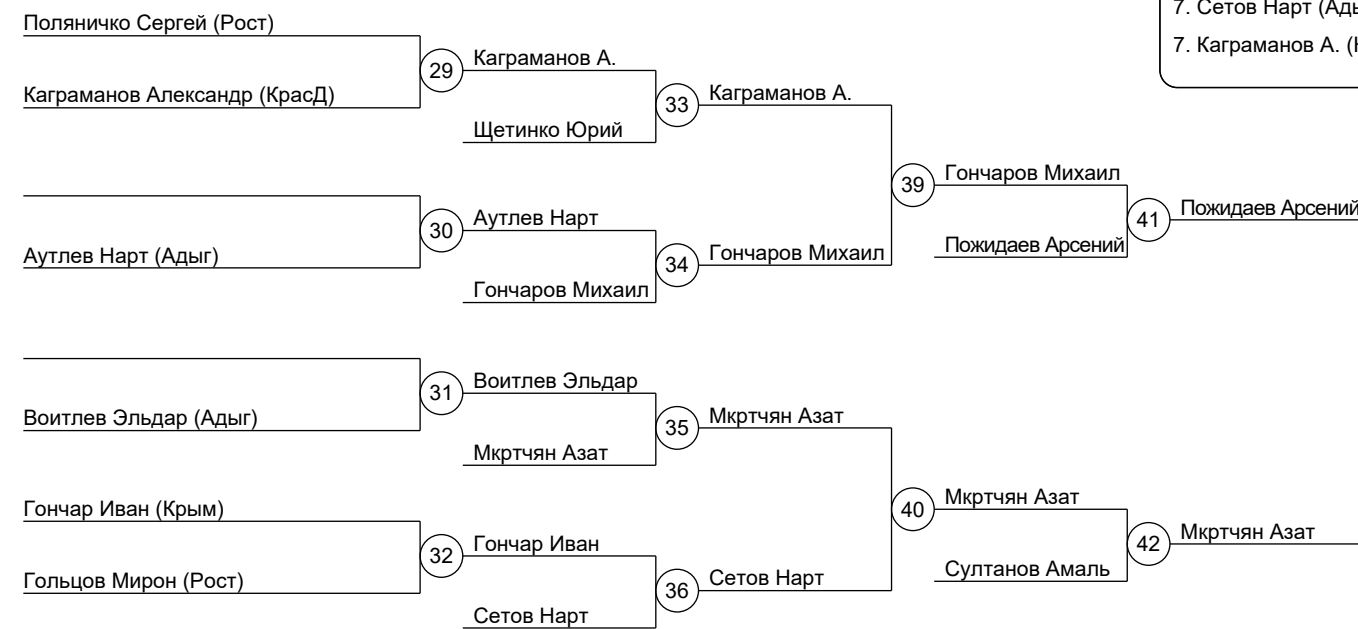 7. Сетов Нарт (Ады
7. Каграманов А. (
Поляничко Сергей (Рост)
29
Каграманов А.
Каграманов Александр (КрасД)
33
Каграманов А.
Щетинко Юрий
39
Гончаров Михаил
41
Пожидаев Арсений
30
Аутлев Нарт
Аутлев Нарт (Адыг)
34
Гончаров Михаил
Пожидаев Арсений
Гончаров Михаил
31
Воитлев Эльдар
Воитлев Эльдар (Адыг)
35
Мкртчян Азат
Мкртчян Азат
Гончар Иван (Крым)
40
Мкртчян Азат
42
Мкртчян Азат
32
Гончар Иван
Гольцов Мирон (Рост)
36
Сетов Нарт
Султанов Амаль
Сетов Нарт